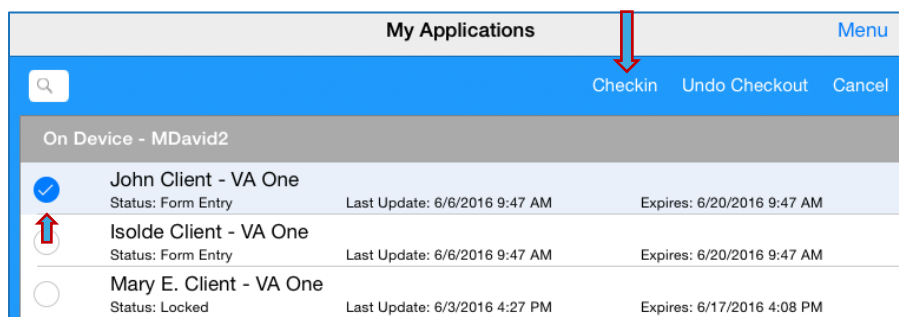 My Applications Menu
Checkin Undo Checkout Cancel
On Device - MDavid2
John Client - VA One
Status: Form Entry Last Update: 6/6/2016 9:47 AM Expires: 6/20/2016 9:47 AM
Isolde Client - VA One
Status: Form Entry Last Update: 6/6/2016 9:47 AM Expires: 6/20/2016 9:47 AM
Mary E. Client - VA One
Status: Locked Last Update: 6/3/2016 4:27 PM Expires: 6/17/2016 4:08 PM